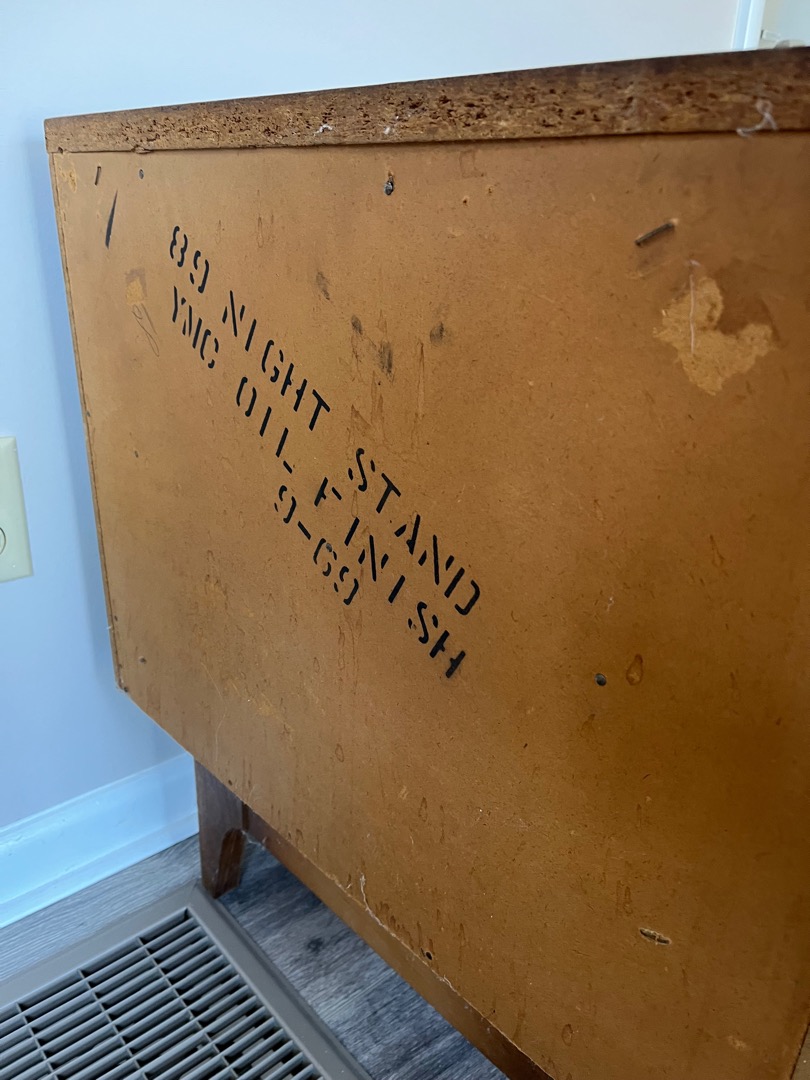 89 NIGHT STAND
YMC OIL FINISH
9-69